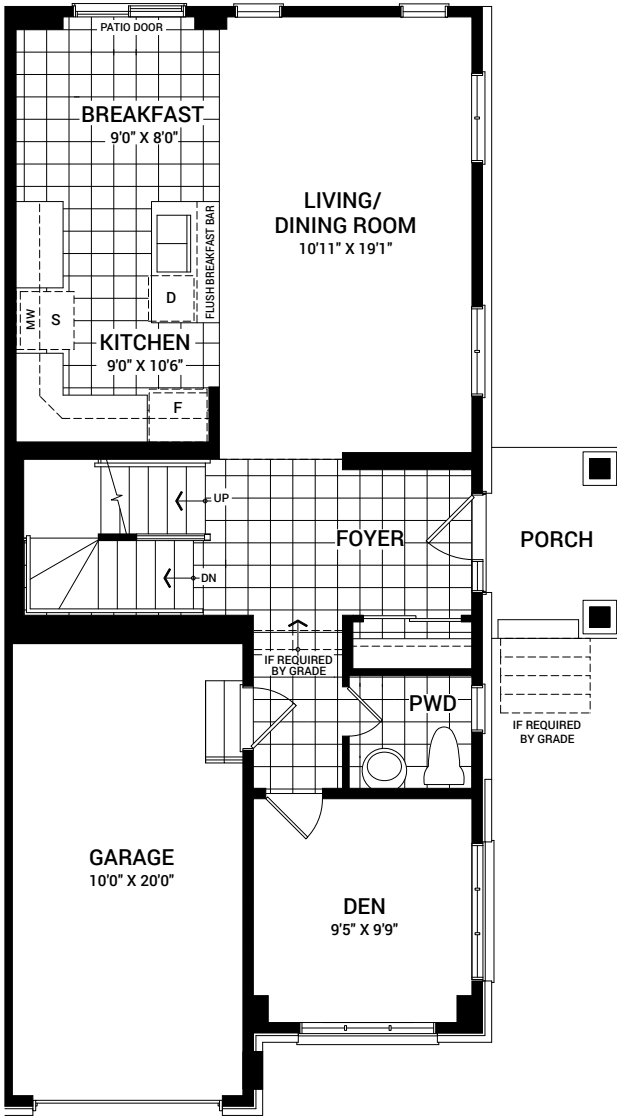 PATIO DOOR
BREAKFAST
9'0" X 8'0"
LIVING/
DINING ROOM
10'11" X 19'1"
FLUSH BREAKFAST BAR
D
MW
S
KITCHEN
9'0" X 10'6"
F
UP
FOYER
PORCH
DN
IF REQUIRED
BY GRADE
PWD
IF REQUIRED
BY GRADE
GARAGE
10'0" X 20'0"
DEN
9'5" X 9'9"